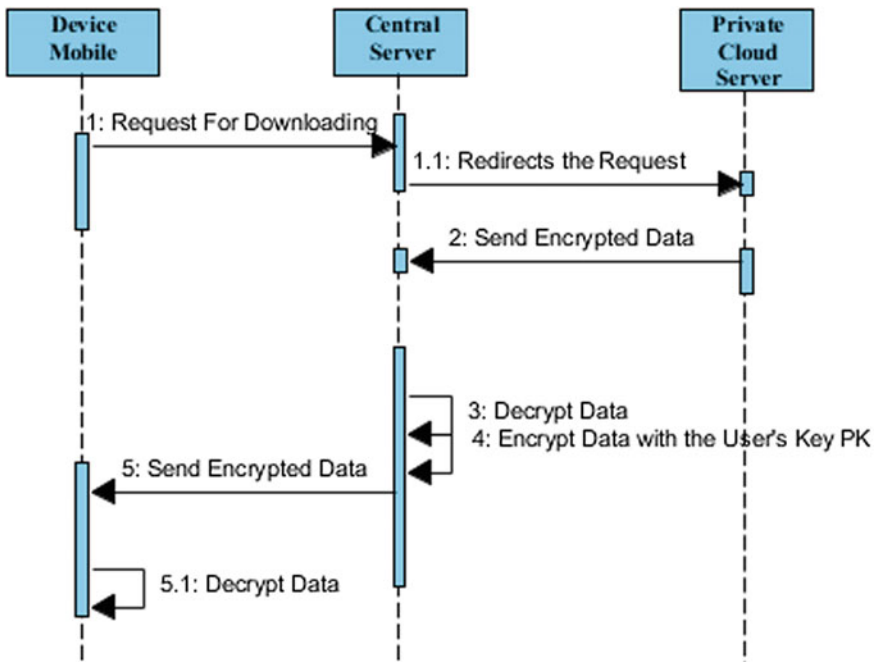 Device
Mobile
Central
Server
Private
Cloud
Server
1: Request For Downloading
1.1: Redirects the Request
2: Send Encrypted Data
3: Decrypt Data
4: Encrypt Data with the User's Key PK
5: Send Encrypted Data
5.1: Decrypt Data